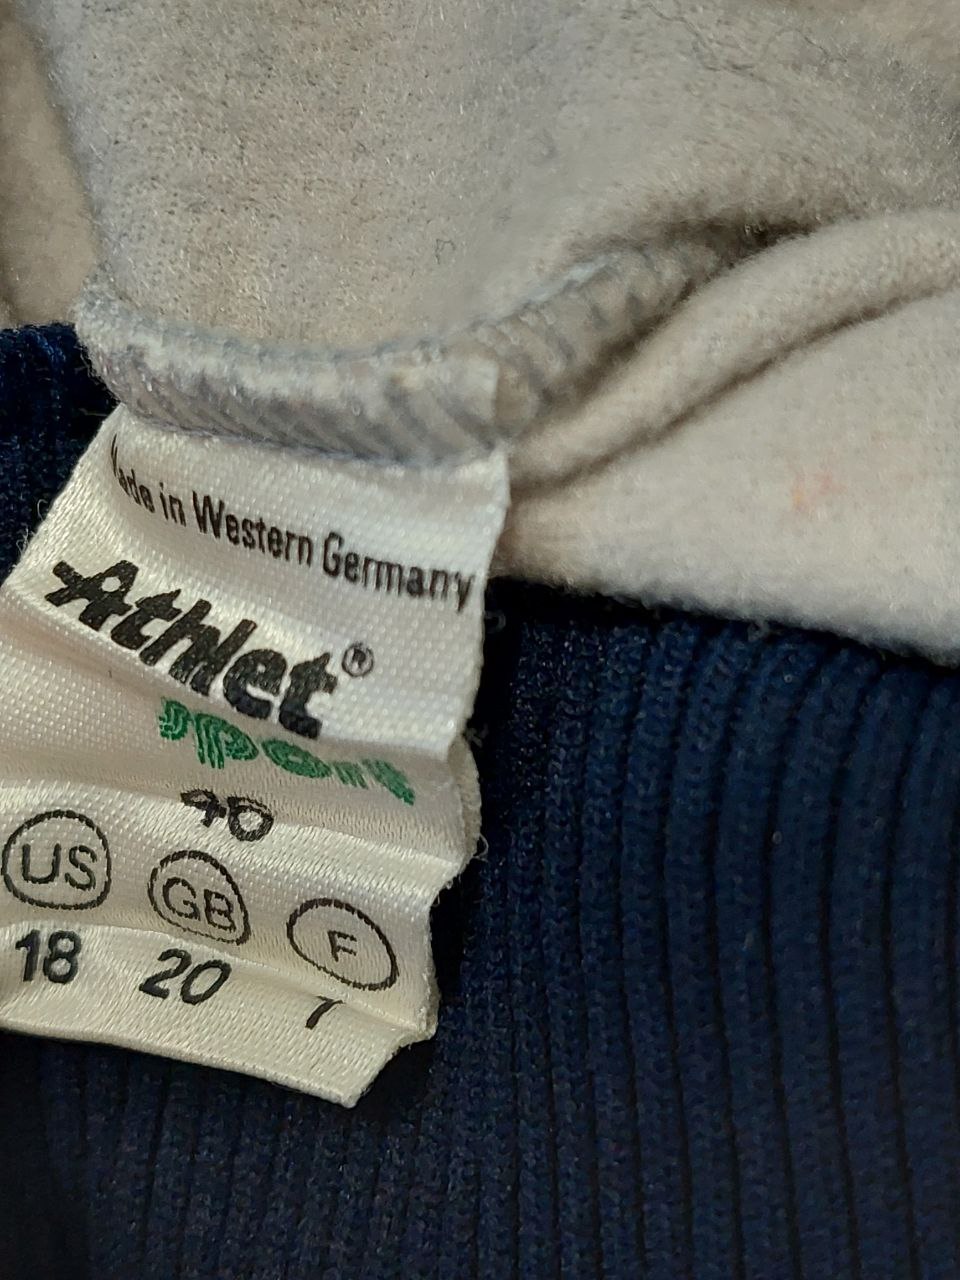 Made in Western Germany
Athlet®
sport
40
US GB F
18 20 7